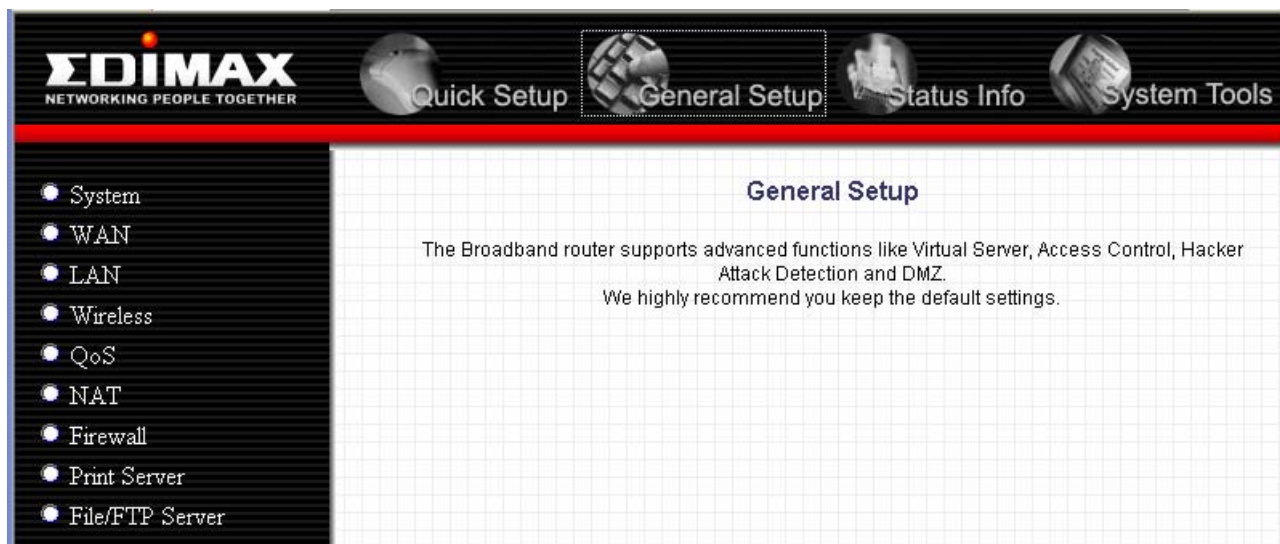 EDIMAX
NETWORKING PEOPLE TOGETHER
Quick Setup
General Setup
Status Info
System Tools
System
WAN
LAN
Wireless
QoS
NAT
Firewall
Print Server
File/FTP Server
General Setup
The Broadband router supports advanced functions like Virtual Server, Access Control, Hacker
Attack Detection and DMZ.
We highly recommend you keep the default settings.